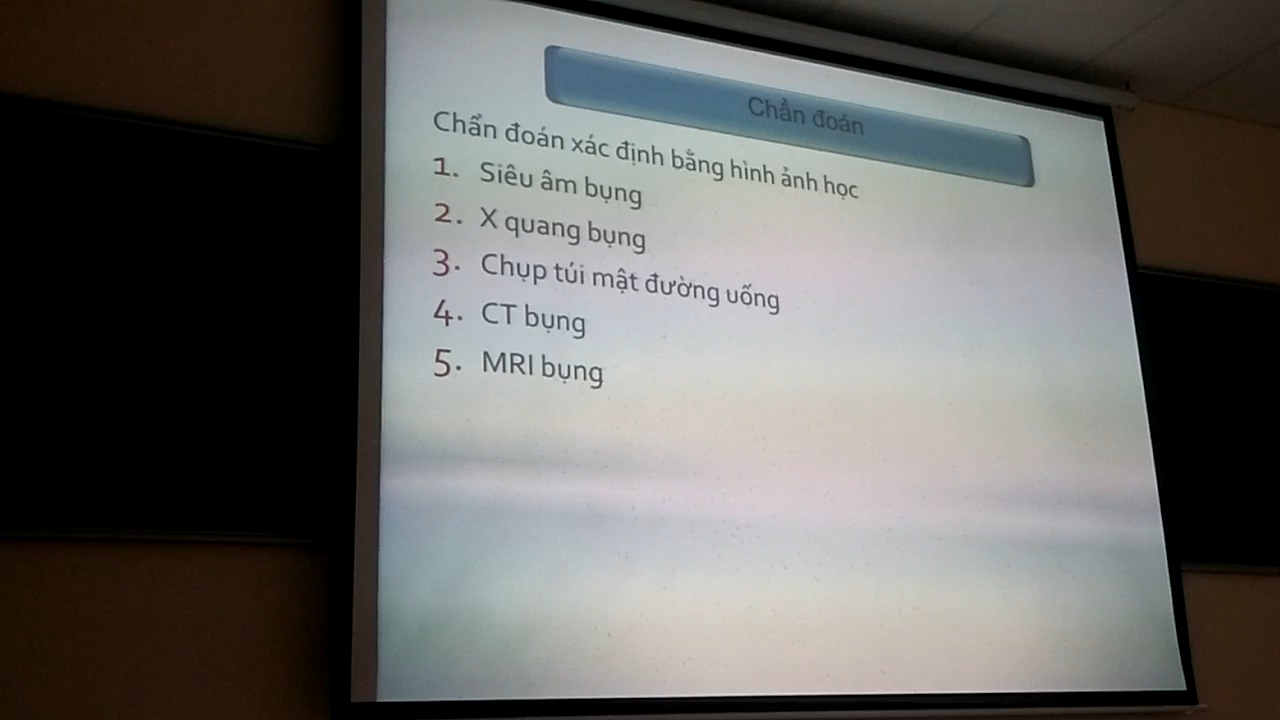 Chẩn đoán
Chẩn đoán xác định bằng hình ảnh học
1. Siêu âm bụng
2. X quang bụng
3. Chụp túi mật đường uống
4. CT bụng
5. MRI bụng